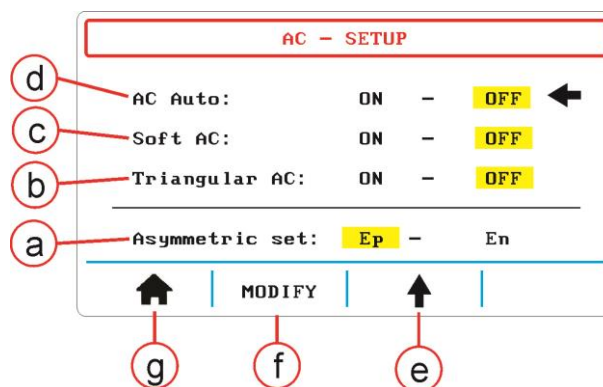 AC - SETUP
d AC Auto: ON - OFF
c Soft AC: ON - OFF
b Triangular AC: ON - OFF
a Asymmetric set: Ep - En
MODIFY
g f e